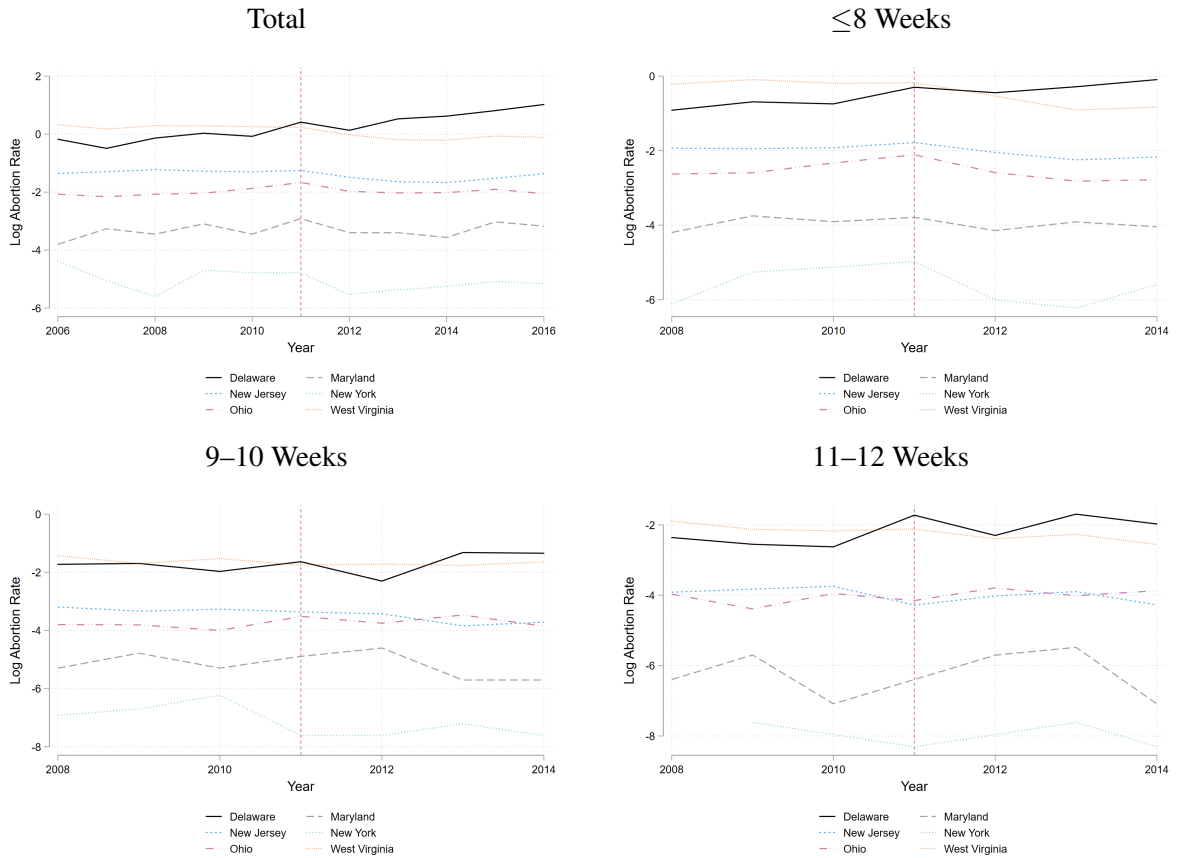 Total
2
0
-2
-4
-6
Log Abortion Rate
2006 2008 2010 2012 2014 2016
Year
Delaware Maryland
New Jersey New York
Ohio West Virginia
≤8 Weeks
0
-2
-4
-6
Log Abortion Rate
2008 2010 2012 2014
Year
Delaware Maryland
New Jersey New York
Ohio West Virginia
9–10 Weeks
0
-2
-4
-6
-8
Log Abortion Rate
2008 2010 2012 2014
Year
Delaware Maryland
New Jersey New York
Ohio West Virginia
11–12 Weeks
-2
-4
-6
-8
Log Abortion Rate
2008 2010 2012 2014
Year
Delaware Maryland
New Jersey New York
Ohio West Virginia